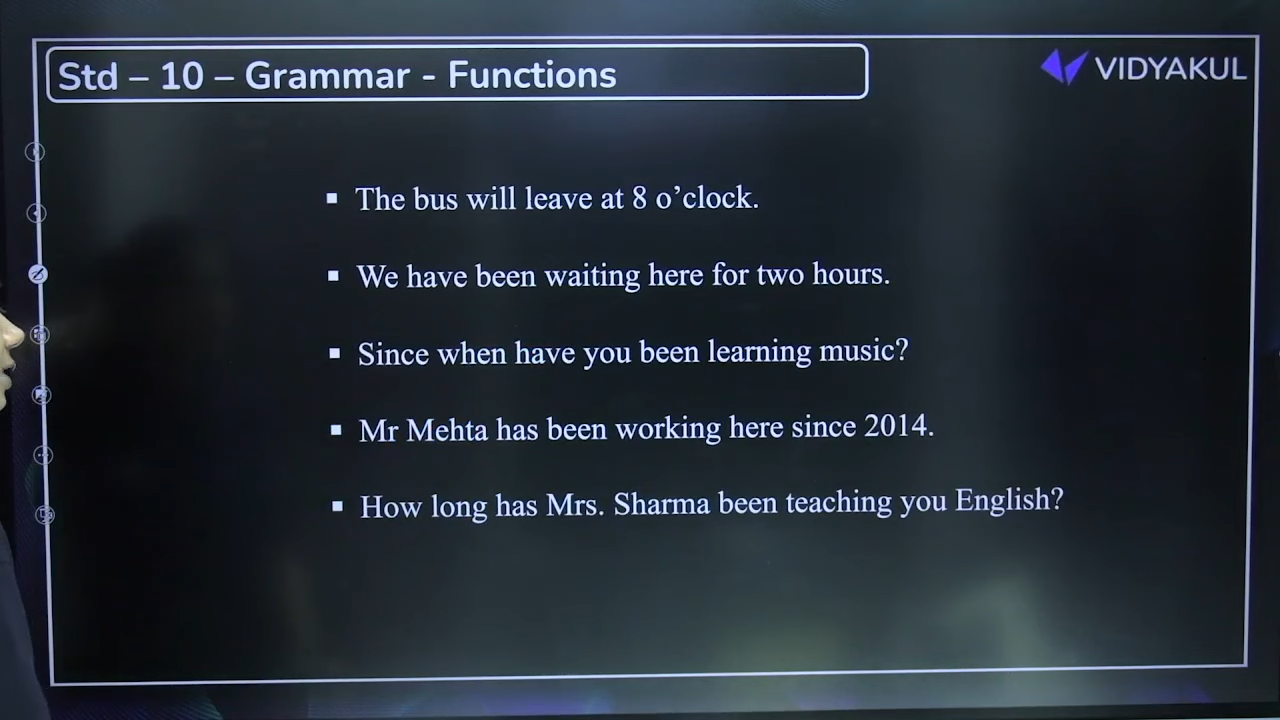 Std – 10 – Grammar - Functions
VIDYAKUL
▪ The bus will leave at 8 o’clock.
▪ We have been waiting here for two hours.
▪ Since when have you been learning music?
▪ Mr Mehta has been working here since 2014.
▪ How long has Mrs. Sharma been teaching you English?